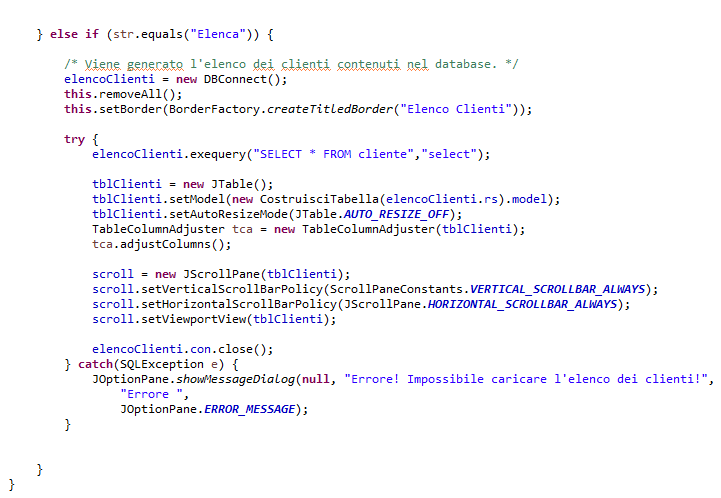 } else if (str.equals("Elenca")) {
/* Viene generato l'elenco dei clienti contenuti nel database. */
elencoClienti = new DBConnect();
this.removeAll();
this.setBorder(BorderFactory.createTitledBorder("Elenco Clienti"));
try {
elencoClienti.exequery("SELECT * FROM cliente","select");
tblClienti = new JTable();
tblClienti.setModel(new CostruisciTabella(elencoClienti.rs).model);
tblClienti.setAutoResizeMode(JTable.AUTO_RESIZE_OFF);
TableColumnAdjuster tca = new TableColumnAdjuster(tblClienti);
tca.adjustColumns();
scroll = new JScrollPane(tblClienti);
scroll.setVerticalScrollBarPolicy(ScrollPaneConstants.VERTICAL_SCROLLBAR_ALWAYS);
scroll.setHorizontalScrollBarPolicy(JScrollPane.HORIZONTAL_SCROLLBAR_ALWAYS);
scroll.setViewportView(tblClienti);
elencoClienti.con.close();
} catch(SQLException e) {
JOptionPane.showMessageDialog(null, "Errore! Impossibile caricare l'elenco dei clienti!",
"Errore ",
JOptionPane.ERROR_MESSAGE);
}
}
}